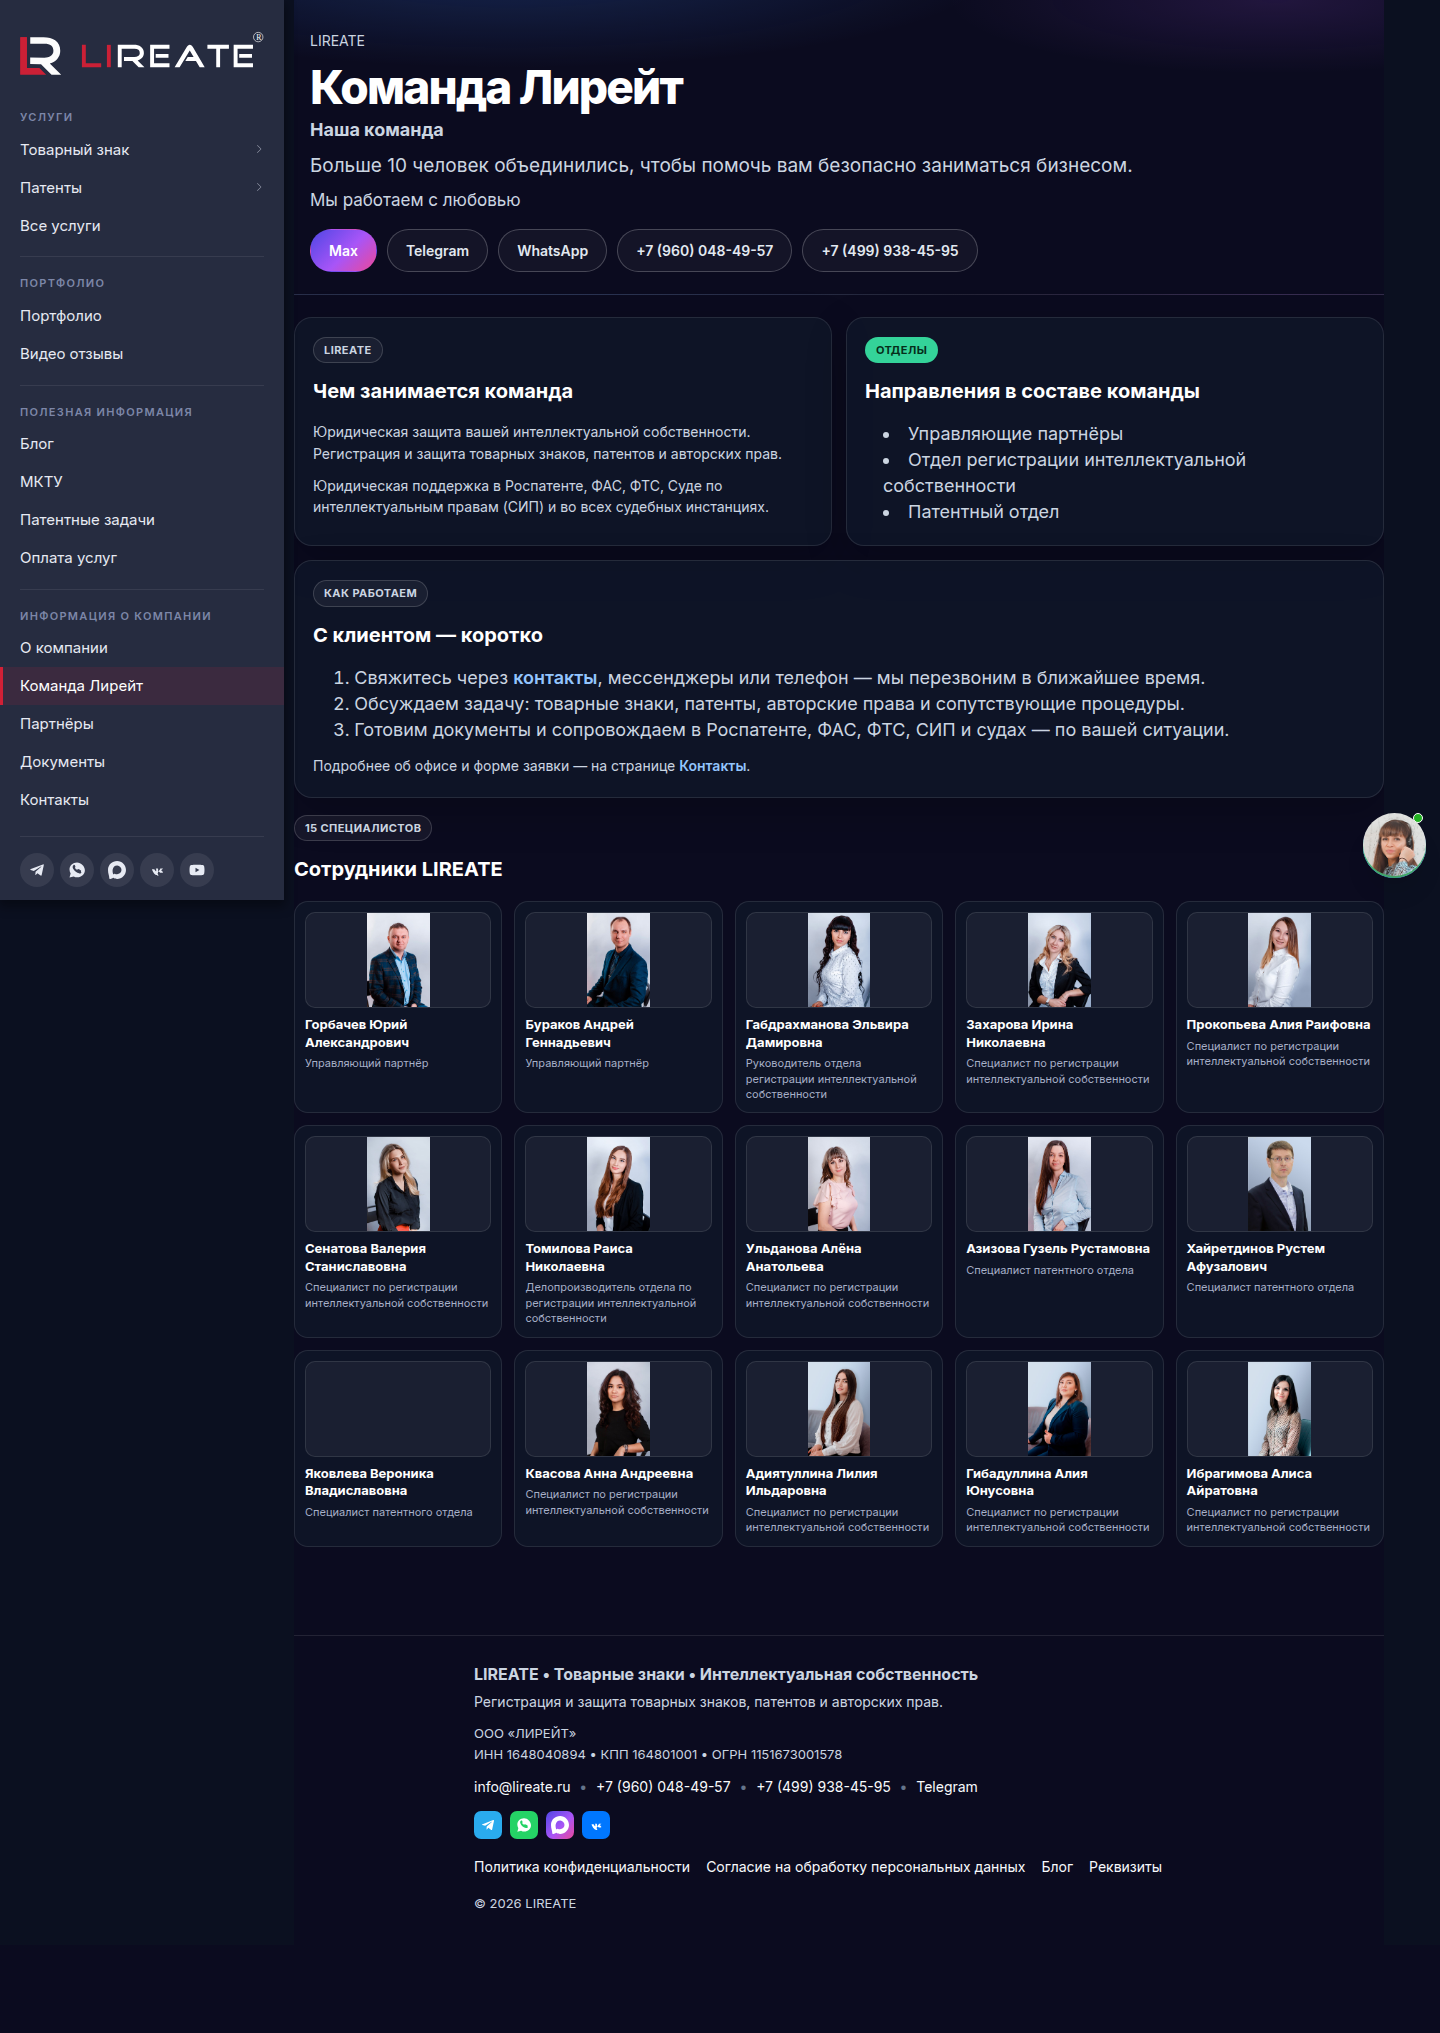 LIREATE®
УСЛУГИ
Товарный знак
Патенты
Все услуги
ПОРТФОЛИО
Портфолио
Видео отзывы
ПОЛЕЗНАЯ ИНФОРМАЦИЯ
Блог
МКТУ
Патентные задачи
Оплата услуг
ИНФОРМАЦИЯ О КОМПАНИИ
О компании
Команда Лирейт
Партнёры
Документы
Контакты
LIREATE
Команда Лирейт
Наша команда
Больше 10 человек объединились, чтобы помочь вам безопасно заниматься бизнесом.
Мы работаем с любовью
Max
Telegram
WhatsApp
+7 (960) 048-49-57
+7 (499) 938-45-95
LIREATE
Чем занимается команда
Юридическая защита вашей интеллектуальной собственности.
Регистрация и защита товарных знаков, патентов и авторских прав.
Юридическая поддержка в Роспатенте, ФАС, ФТС, Суде по
интеллектуальным правам (СИП) и во всех судебных инстанциях.
ОТДЕЛЫ
Направления в составе команды
• Управляющие партнёры
• Отдел регистрации интеллектуальной
собственности
• Патентный отдел
КАК РАБОТАЕМ
С клиентом — коротко
1. Свяжитесь через контакты, мессенджеры или телефон — мы перезвоним в ближайшее время.
2. Обсуждаем задачу: товарные знаки, патенты, авторские права и сопутствующие процедуры.
3. Готовим документы и сопровождаем в Роспатенте, ФАС, ФТС, СИП и судах — по вашей ситуации.
Подробнее об офисе и форме заявки — на странице Контакты.
15 СПЕЦИАЛИСТОВ
Сотрудники LIREATE
Горбачев Юрий
Александрович
Управляющий партнёр
Бураков Андрей
Геннадьевич
Управляющий партнёр
Габдрахманова Эльвира
Дамировна
Руководитель отдела
регистрации интеллектуальной
собственности
Захарова Ирина
Николаевна
Специалист по регистрации
интеллектуальной собственности
Прокопьева Алия Раифовна
Специалист по регистрации
интеллектуальной собственности
Сенатова Валерия
Станиславовна
Специалист по регистрации
интеллектуальной собственности
Томилова Раиса
Николаевна
Делопроизводитель отдела по
регистрации интеллектуальной
собственности
Ульданова Алёна
Анатольева
Специалист по регистрации
интеллектуальной собственности
Азизова Гузель Рустамовна
Специалист патентного отдела
Хайретдинов Рустем
Афузалович
Специалист патентного отдела
Яковлева Вероника
Владиславовна
Специалист патентного отдела
Квасова Анна Андреевна
Специалист по регистрации
интеллектуальной собственности
Адиятуллина Лилия
Ильдаровна
Специалист по регистрации
интеллектуальной собственности
Гибадуллина Алия
Юнусовна
Специалист по регистрации
интеллектуальной собственности
Ибрагимова Алиса
Айратовна
Специалист по регистрации
интеллектуальной собственности
LIREATE • Товарные знаки • Интеллектуальная собственность
Регистрация и защита товарных знаков, патентов и авторских прав.
ООО «ЛИРЕЙТ»
ИНН 1648040894 • КПП 164801001 • ОГРН 1151673001578
info@lireate.ru • +7 (960) 048-49-57 • +7 (499) 938-45-95 • Telegram
Политика конфиденциальности Согласие на обработку персональных данных Блог Реквизиты
© 2026 LIREATE